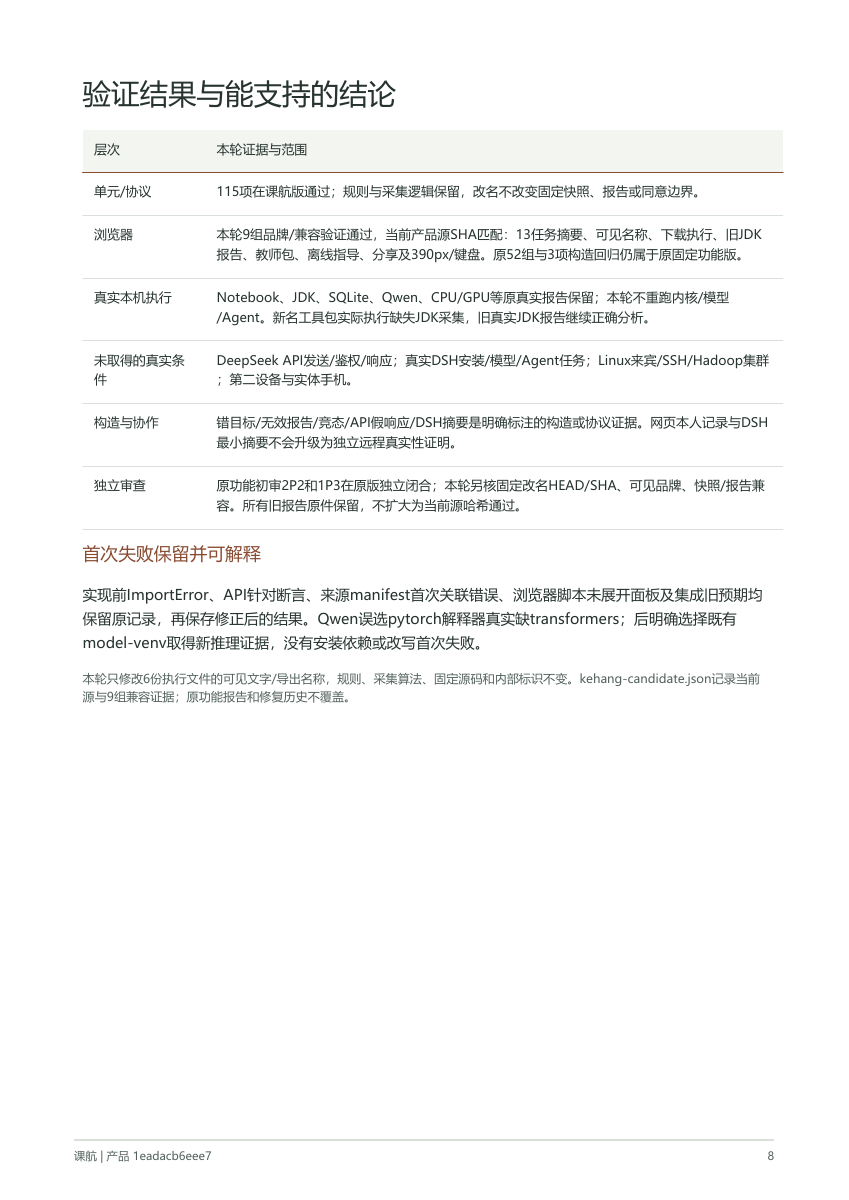 验证结果与能支持的结论
层次
本轮证据与范围
单元/协议
115项在课航版通过；规则与采集逻辑保留，改名不改变固定快照、报告或同意边界。
浏览器
本轮9组品牌/兼容验证通过，当前产品源SHA匹配：13任务摘要、可见名称、下载执行、旧JDK
报告、教师包、离线指导、分享及390px/键盘。原52组与3项构造回归仍属于原固定功能版。
真实本机执行
Notebook、JDK、SQLite、Qwen、CPU/GPU等原真实报告保留；本轮不重跑内核/模型
/Agent。新名工具包实际执行缺失JDK采集，旧真实JDK报告继续正确分析。
未取得的真实条
件
DeepSeek API发送/鉴权/响应；真实DSH安装/模型/Agent任务；Linux来宾/SSH/Hadoop集群
；第二设备与实体手机。
构造与协作
错目标/无效报告/竞态/API假响应/DSH摘要是明确标注的构造或协议证据。网页本人记录与DSH
最小摘要不会升级为独立远程真实性证明。
独立审查
原功能初审2P2和1P3在原版独立闭合；本轮另核固定改名HEAD/SHA、可见品牌、快照/报告兼
容。所有旧报告原件保留，不扩大为当前源哈希通过。
首次失败保留并可解释
实现前ImportError、API针对断言、来源manifest首次关联错误、浏览器脚本未展开面板及集成旧预期均
保留原记录，再保存修正后的结果。Qwen误选pytorch解释器真实缺transformers；后明确选择既有
model-venv取得新推理证据，没有安装依赖或改写首次失败。
本轮只修改6份执行文件的可见文字/导出名称，规则、采集算法、固定源码和内部标识不变。kehang-candidate.json记录当前
源与9组兼容证据；原功能报告和修复历史不覆盖。
课航 | 产品 1eadacb6eee7
8